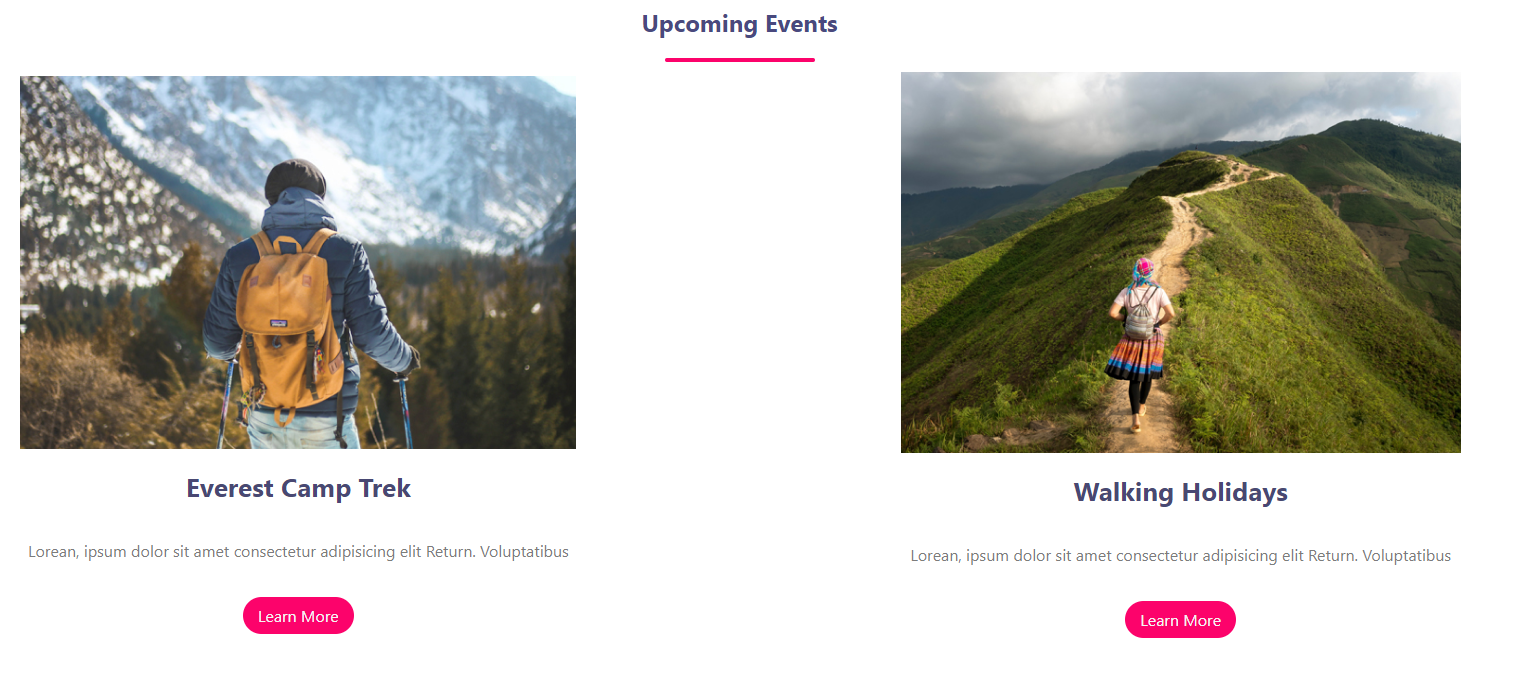 Upcoming Events
Everest Camp Trek
Walking Holidays
Lorean, ipsum dolor sit amet consectetur adipisicing elit Return. Voluptatibus
Lorean, ipsum dolor sit amet consectetur adipisicing elit Return. Voluptatibus
Learn More
Learn More